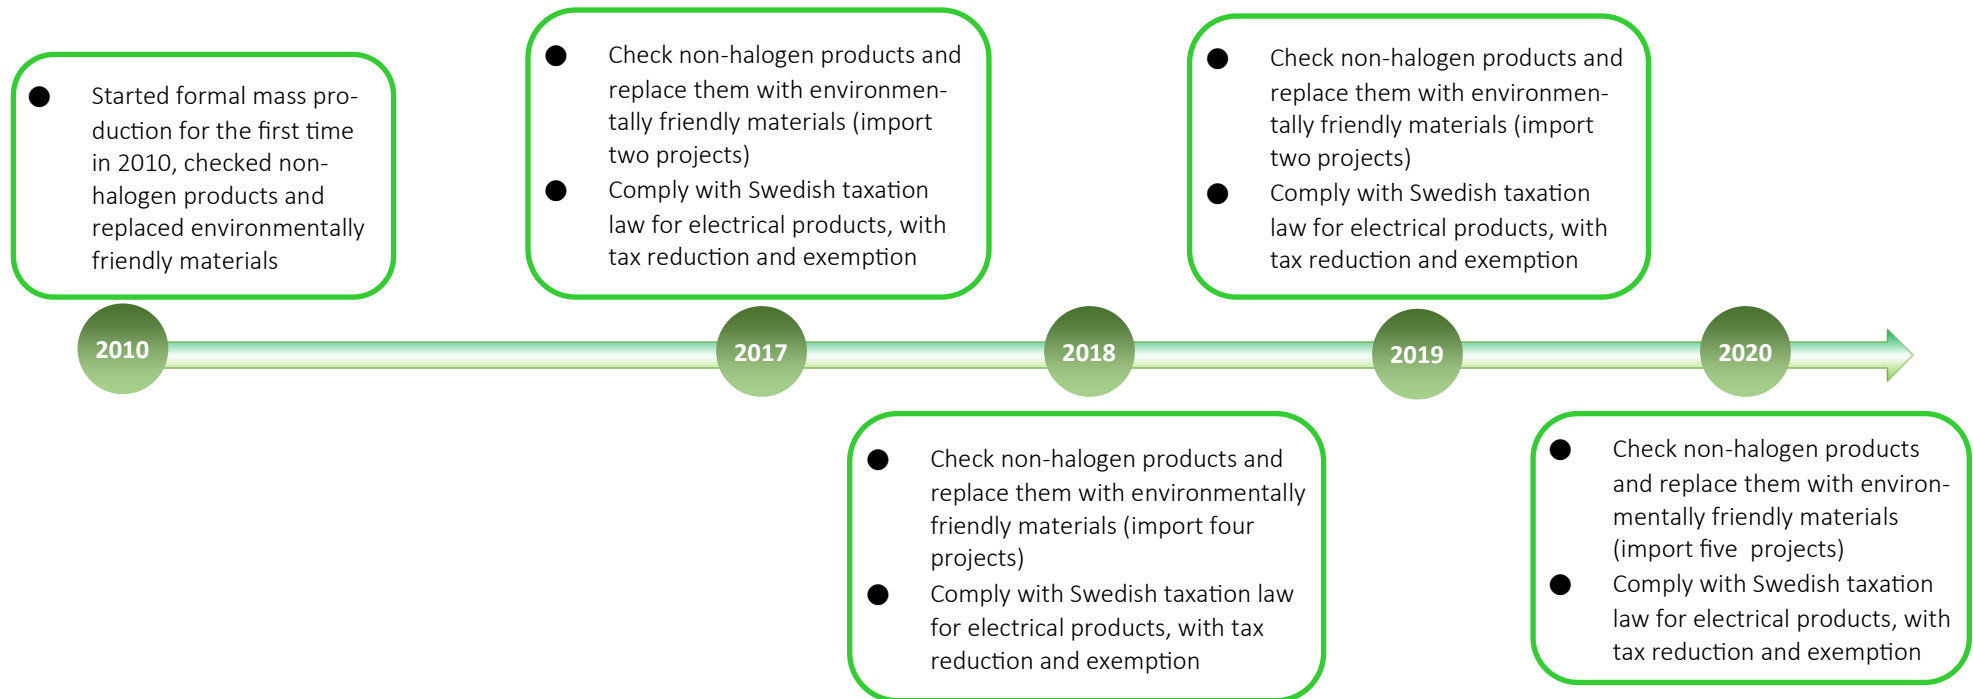 Started formal mass pro-
duction for the first time
in 2010, checked non-
halogen products and
replaced environmentally
friendly materials
Check non-halogen products and
replace them with environmen-
tally friendly materials (import
two projects)
Comply with Swedish taxation
law for electrical products, with
tax reduction and exemption
Check non-halogen products and
replace them with environmen-
tally friendly materials (import
two projects)
Comply with Swedish taxation
law for electrical products, with
tax reduction and exemption
2010
2017
2018
2019
2020
Check non-halogen products and
replace them with environmentally
friendly materials (import four
projects)
Comply with Swedish taxation law
for electrical products, with tax
reduction and exemption
Check non-halogen products
and replace them with environ-
mentally friendly materials
(import five  projects)
Comply with Swedish taxation
law for electrical products, with
tax reduction and exemption